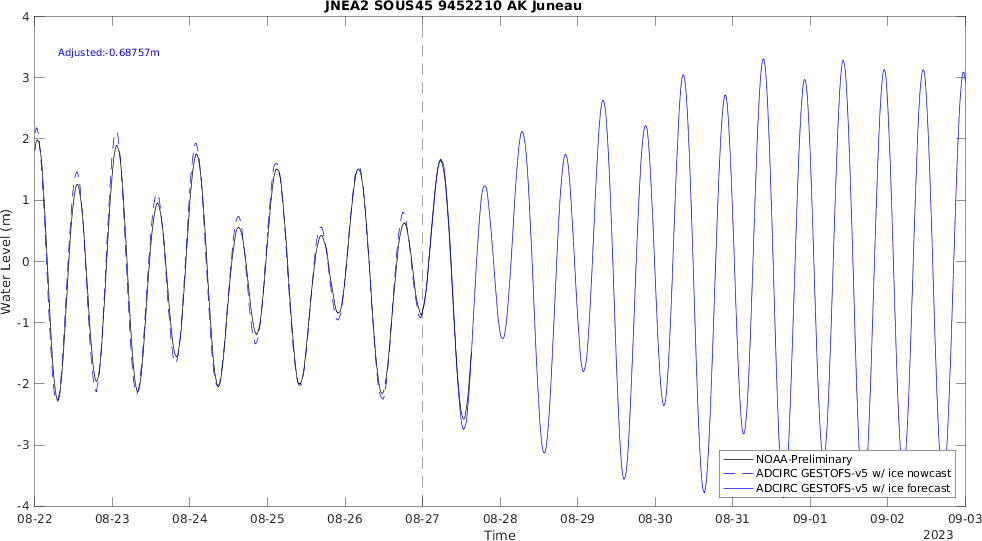 JNEA2 SOUS45 9452210 AK Juneau
Adjusted:-0.68757m
4
3
2
1
0
-1
-2
-3
-4
Water Level (m)
NOAA-Preliminary
ADCIRC GESTOFS-v5 w/ ice nowcast
ADCIRC GESTOFS-v5 w/ ice forecast
08-22 08-23 08-24 08-25 08-26 08-27 08-28 08-29 08-30 08-31 09-01 09-02 09-03
Time
2023